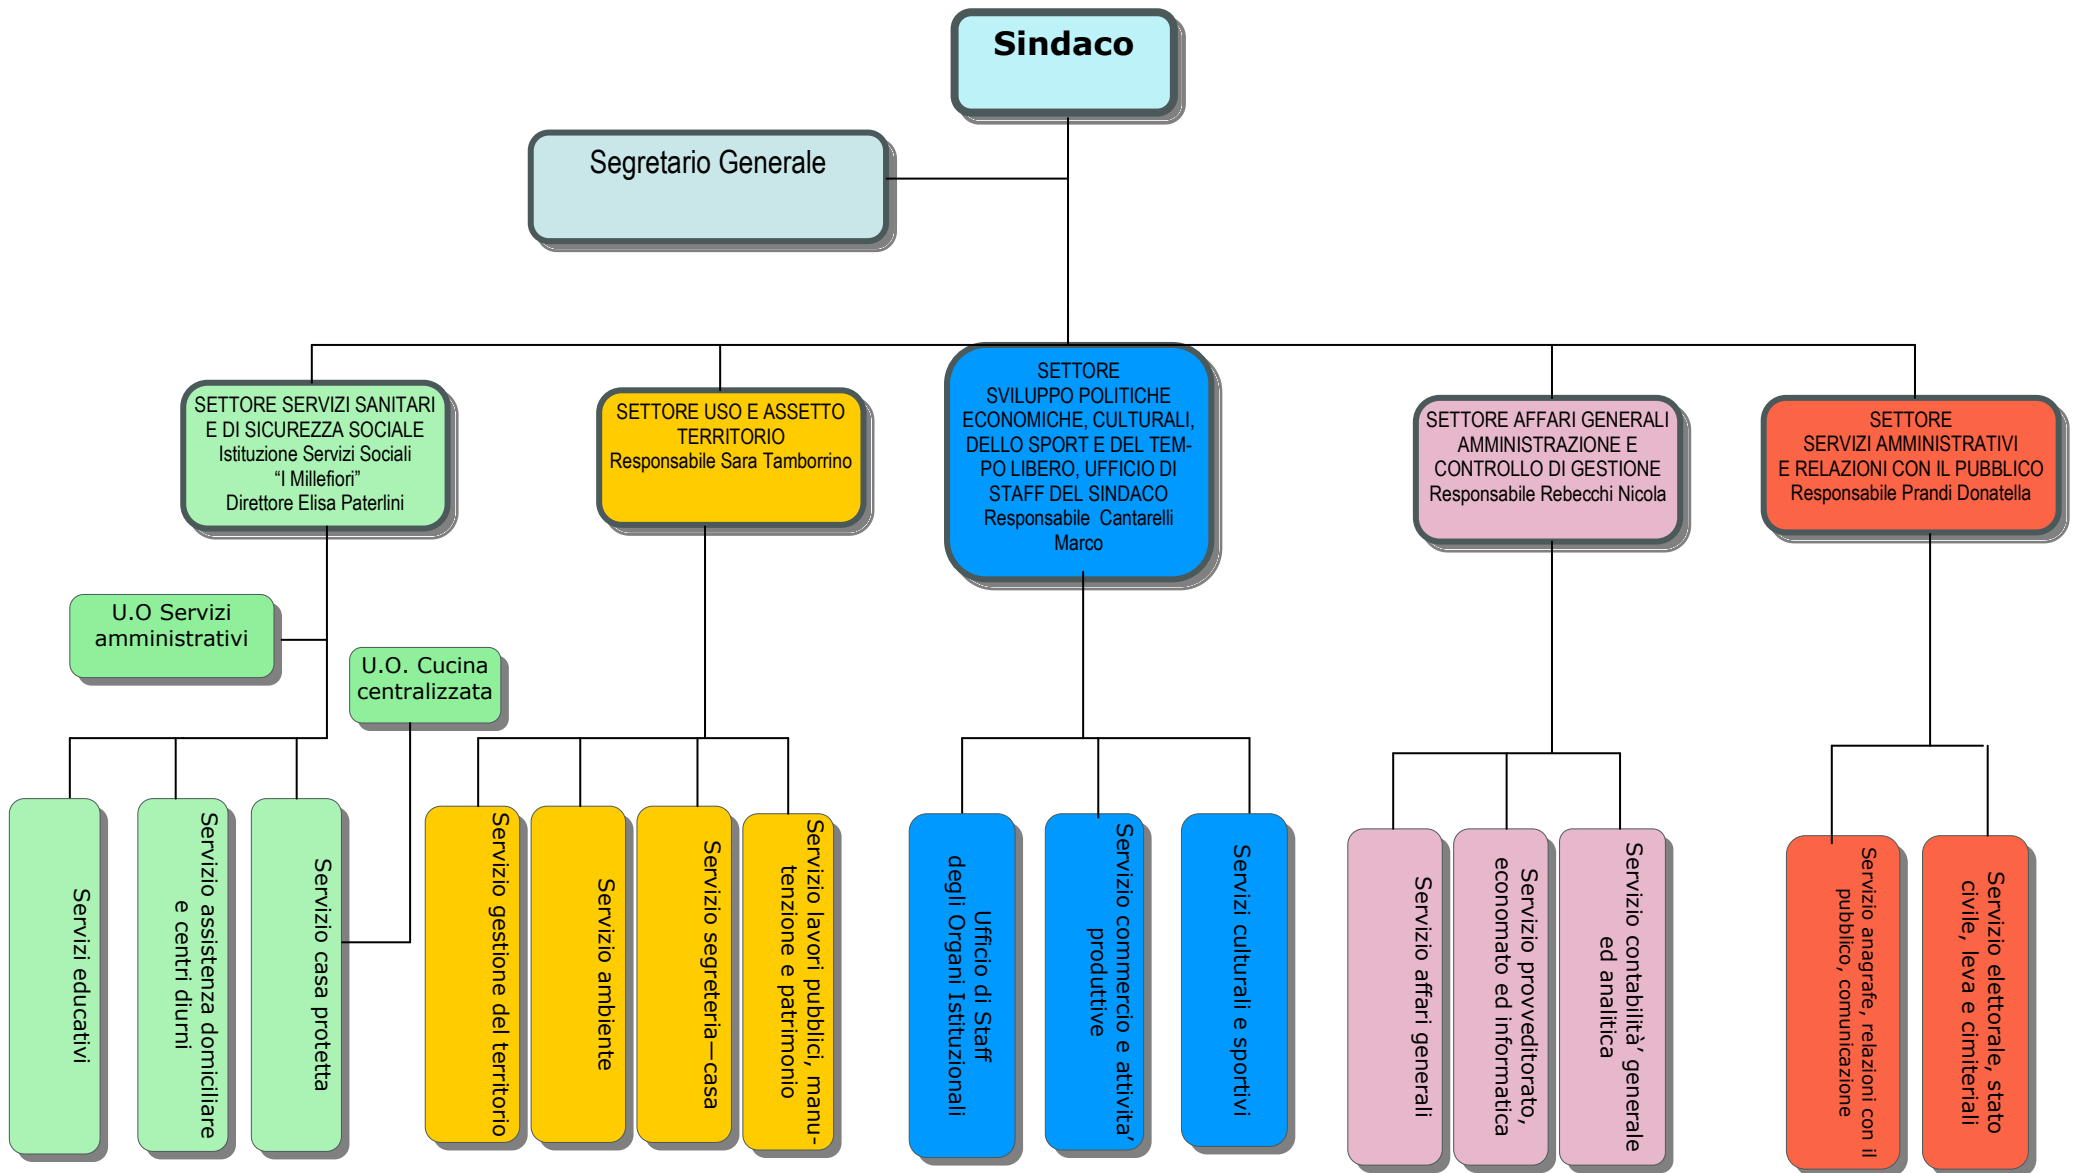 Sindaco
Segretario Generale
SETTORE SERVIZI SANITARI
E DI SICUREZZA SOCIALE
Istituzione Servizi Sociali
“I Millefiori”
Direttore Elisa Paterlini
SETTORE USO E ASSETTO
TERRITORIO
Responsabile Sara Tamborrino
SETTORE
SVILUPPO POLITICHE
ECONOMICHE, CULTURALI,
DELLO SPORT E DEL TEM-
PO LIBERO, UFFICIO DI
STAFF DEL SINDACO
Responsabile Cantarelli
Marco
SETTORE AFFARI GENERALI
AMMINISTRAZIONE E
CONTROLLO DI GESTIONE
Responsabile Rebecchi Nicola
SETTORE
SERVIZI AMMINISTRATIVI
E RELAZIONI CON IL PUBBLICO
Responsabile Prandi Donatella
U.O Servizi
amministrativi
U.O. Cucina
centralizzata
Servizi educativi
Servizio assistenza domiciliare
e centri diurni
Servizio casa protetta
Servizio gestione del territorio
Servizio ambiente
Servizio segreteria—casa
Servizio lavori pubblici, manu-
tenzione e patrimonio
Ufficio di Staff
degli Organi Istituzionali
Servizio commercio e attivita’
produttive
Servizi culturali e sportivi
Servizio affari generali
Servizio provveditorato,
economato ed informatica
Servizio contabilità’ generale
ed analitica
Servizio anagrafe, relazioni con il
pubblico, comunicazione
Servizio elettorale, stato
civile, leva e cimiteriali